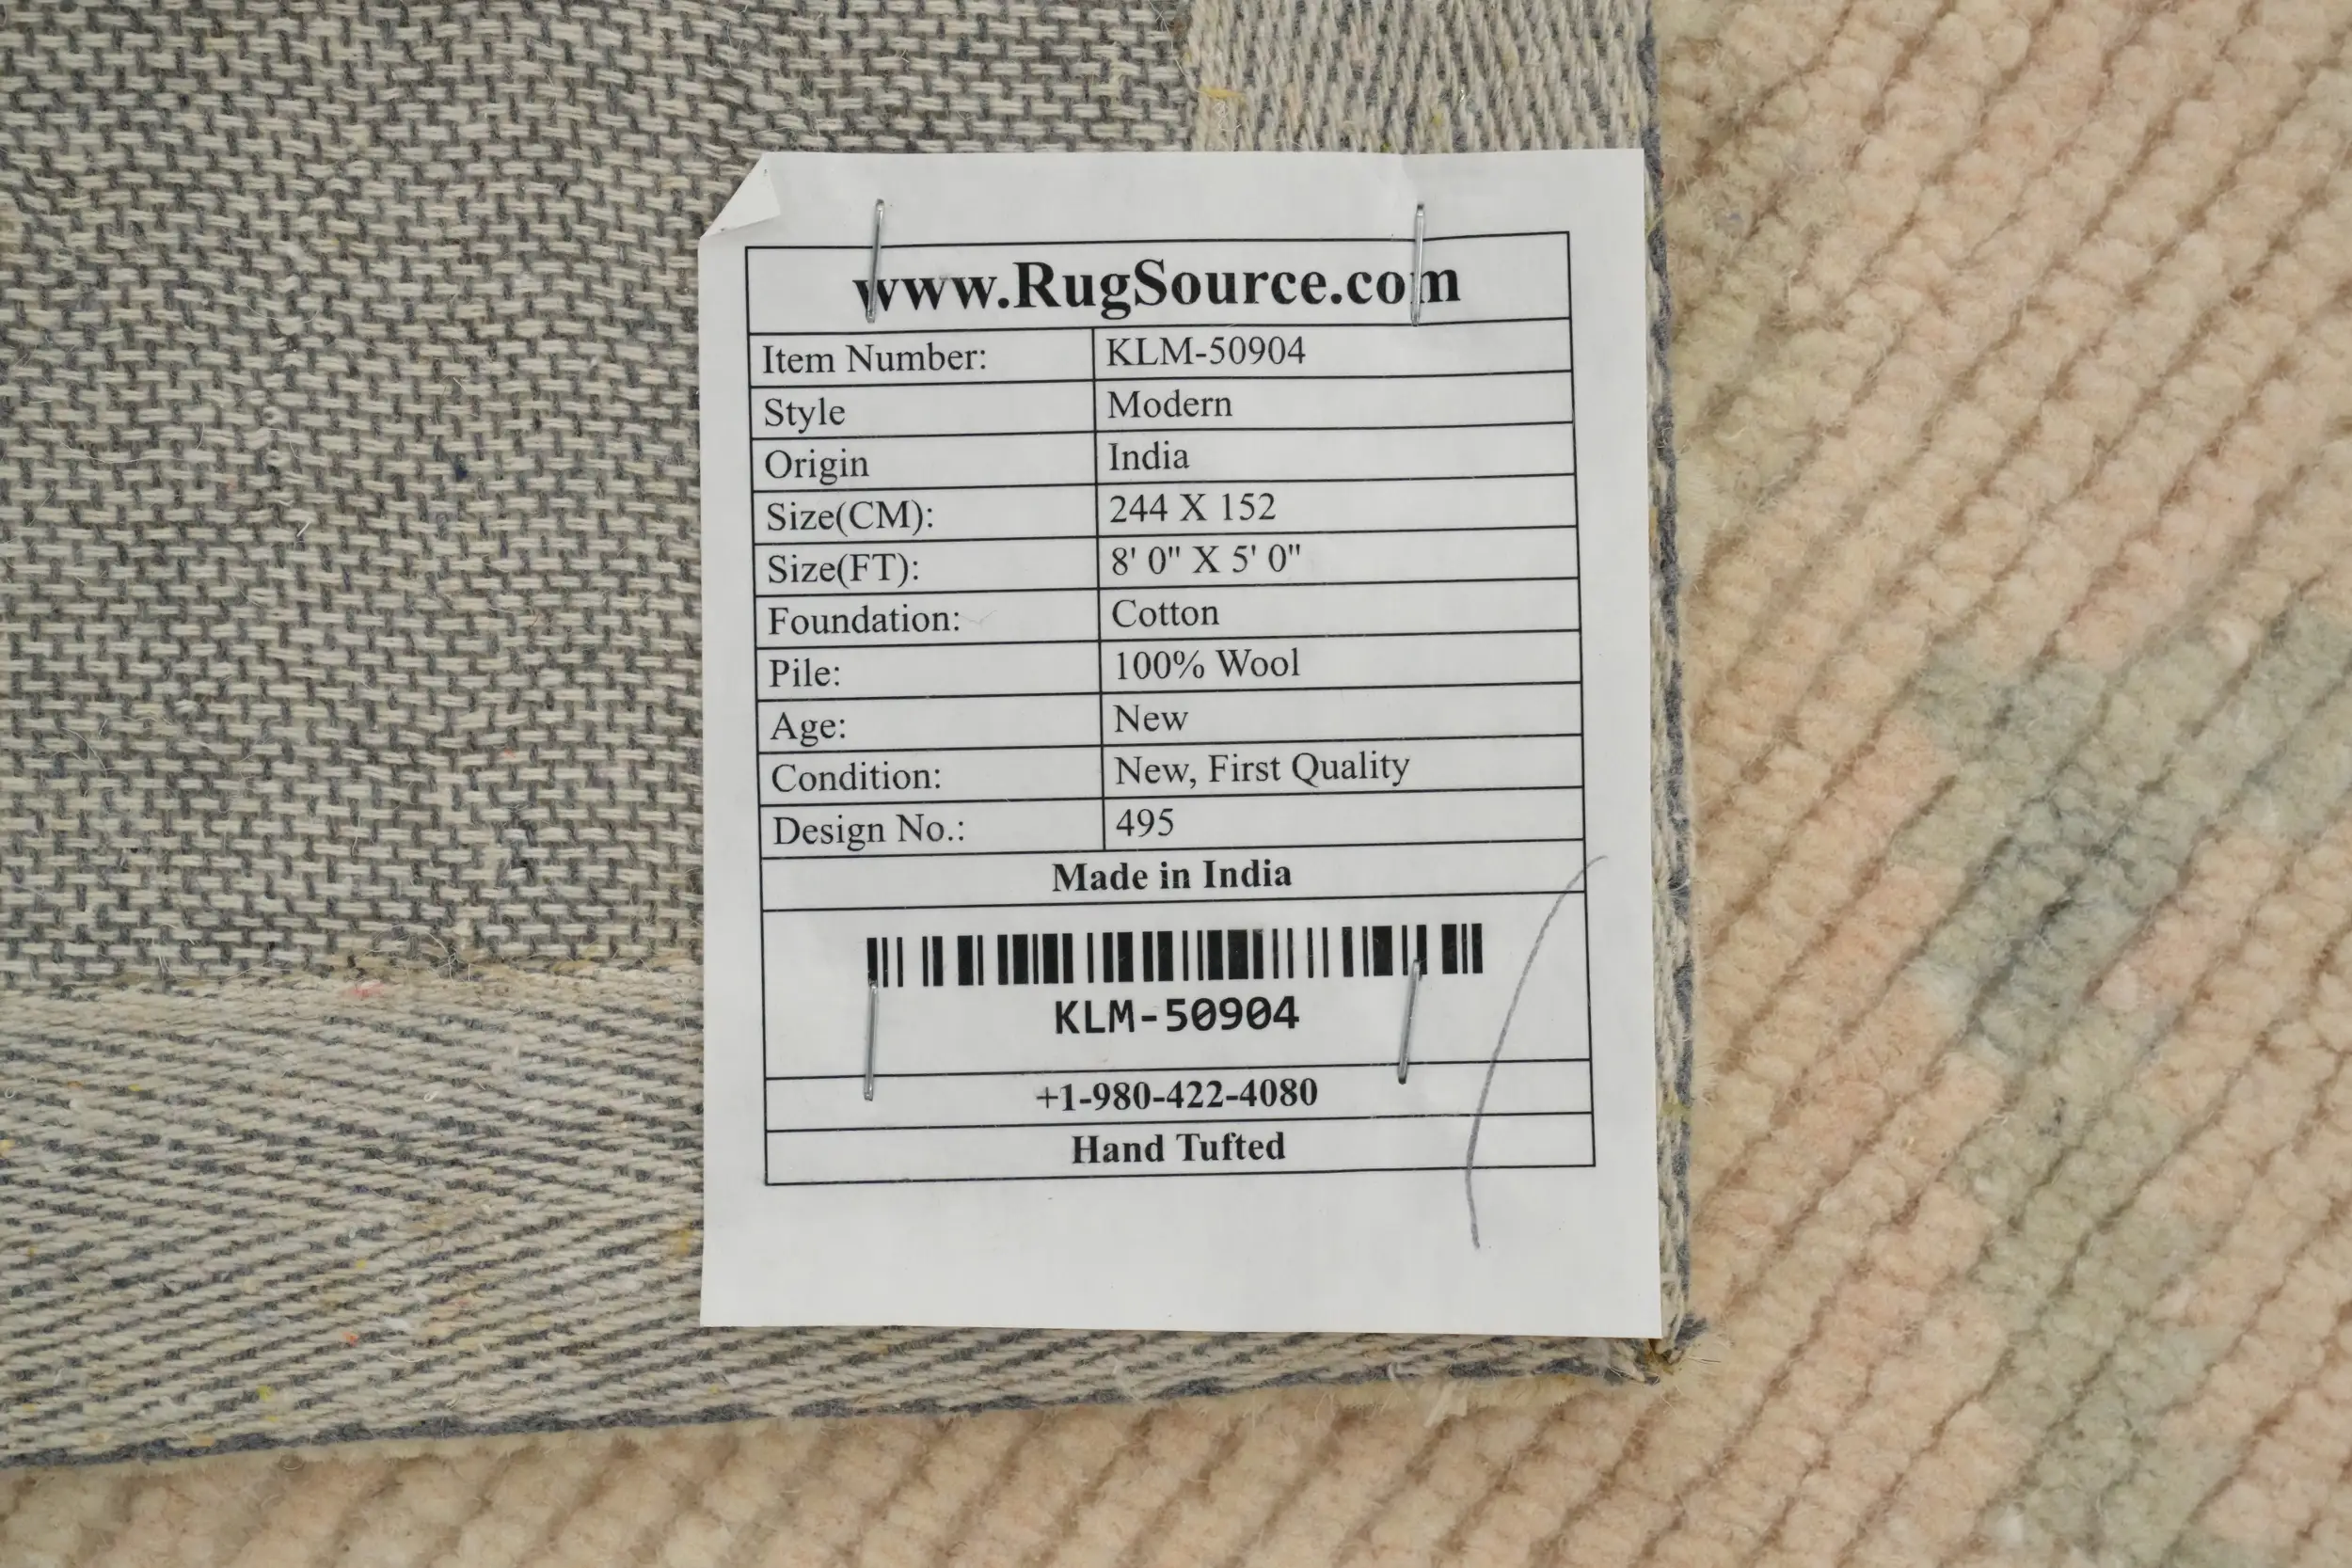 www.RugSource.com
Item Number: KLM-50904
Style Modern
Origin India
Size(CM): 244 X 152
Size(FT): 8' 0" X 5' 0"
Foundation: Cotton
Pile: 100% Wool
Age: New
Condition: New, First Quality
Design No.: 495
Made in India
KLM-50904
+1-980-422-4080
Hand Tufted